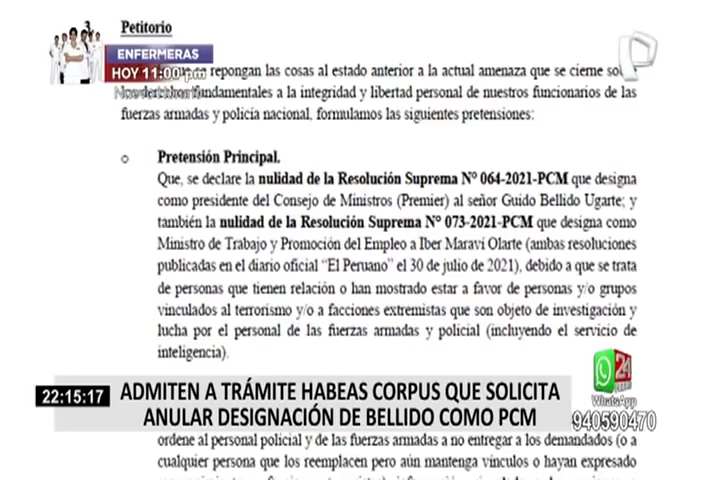 Petitorio
ENFERMERAS
HOY 11:00 pm
repongan las cosas al estado anterior a la actual amenaza que se cierne
fundamentales a la integridad y libertad personal de nuestros funcionarios de las
fuerzas armadas y policia nacional, formulamos las siguientes pretensiones:
o Pretensión Principal.
Que, se declare la nulidad de la Resolución Suprema N° 064-2021-PCM que designa
como presidente del Consejo de Ministros (Premier) al señor Guido Bellido Ugarte; y
también la nulidad de la Resolución Suprema N° 073-2021-PCM que designa como
Ministro de Trabajo y Promoción del Empleo a Iber Maraví Olarte (ambas resoluciones
publicadas en el diario oficial "El Peruano" el 30 de julio de 2021), debido a que se trata
de personas que tienen relación o han mostrado estar a favor de personas y/o grupos
vinculados al terrorismo y/o a facciones extremistas que son objeto de investigación y
lucha por el personal de las fuerzas armadas y policial (incluyendo el servicio de
inteligencia).
24
WhatsApp
940590470
22:15:17
ADMITEN A TRÁMITE HABEAS CORPUS QUE SOLICITA
ANULAR DESIGNACIÓN DE BELLIDO COMO PCM
ordene al personal policial y de las fuerzas armadas a no entregar a los demandados (o a
cualquier persona que los reemplacen pero aún mantenga vínculos o hayan expresado